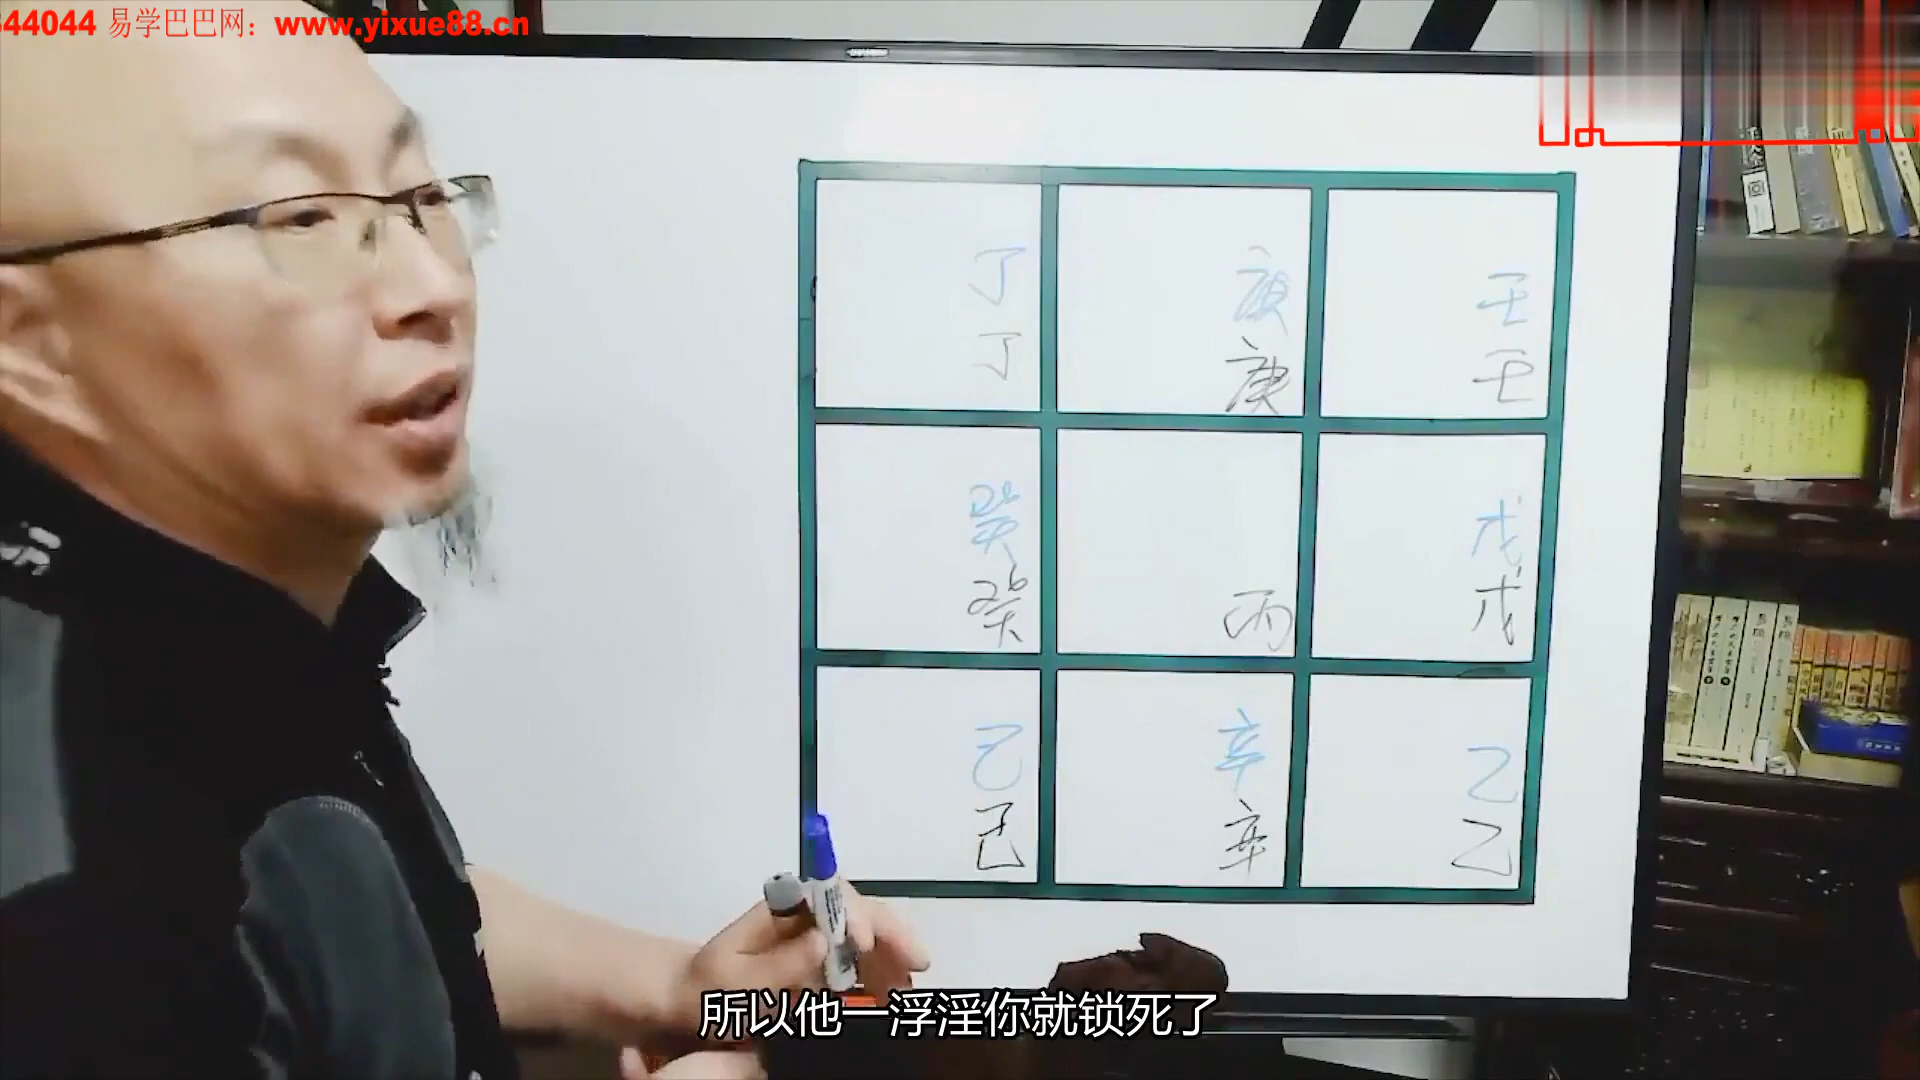 44044 易学巴巴网：www.yixue88.cn
丁 庚 壬
丁 庚 壬
癸 戊
癸 丙 戊
己 辛 乙
己 辛 乙
所以他一浮淫你就锁死了